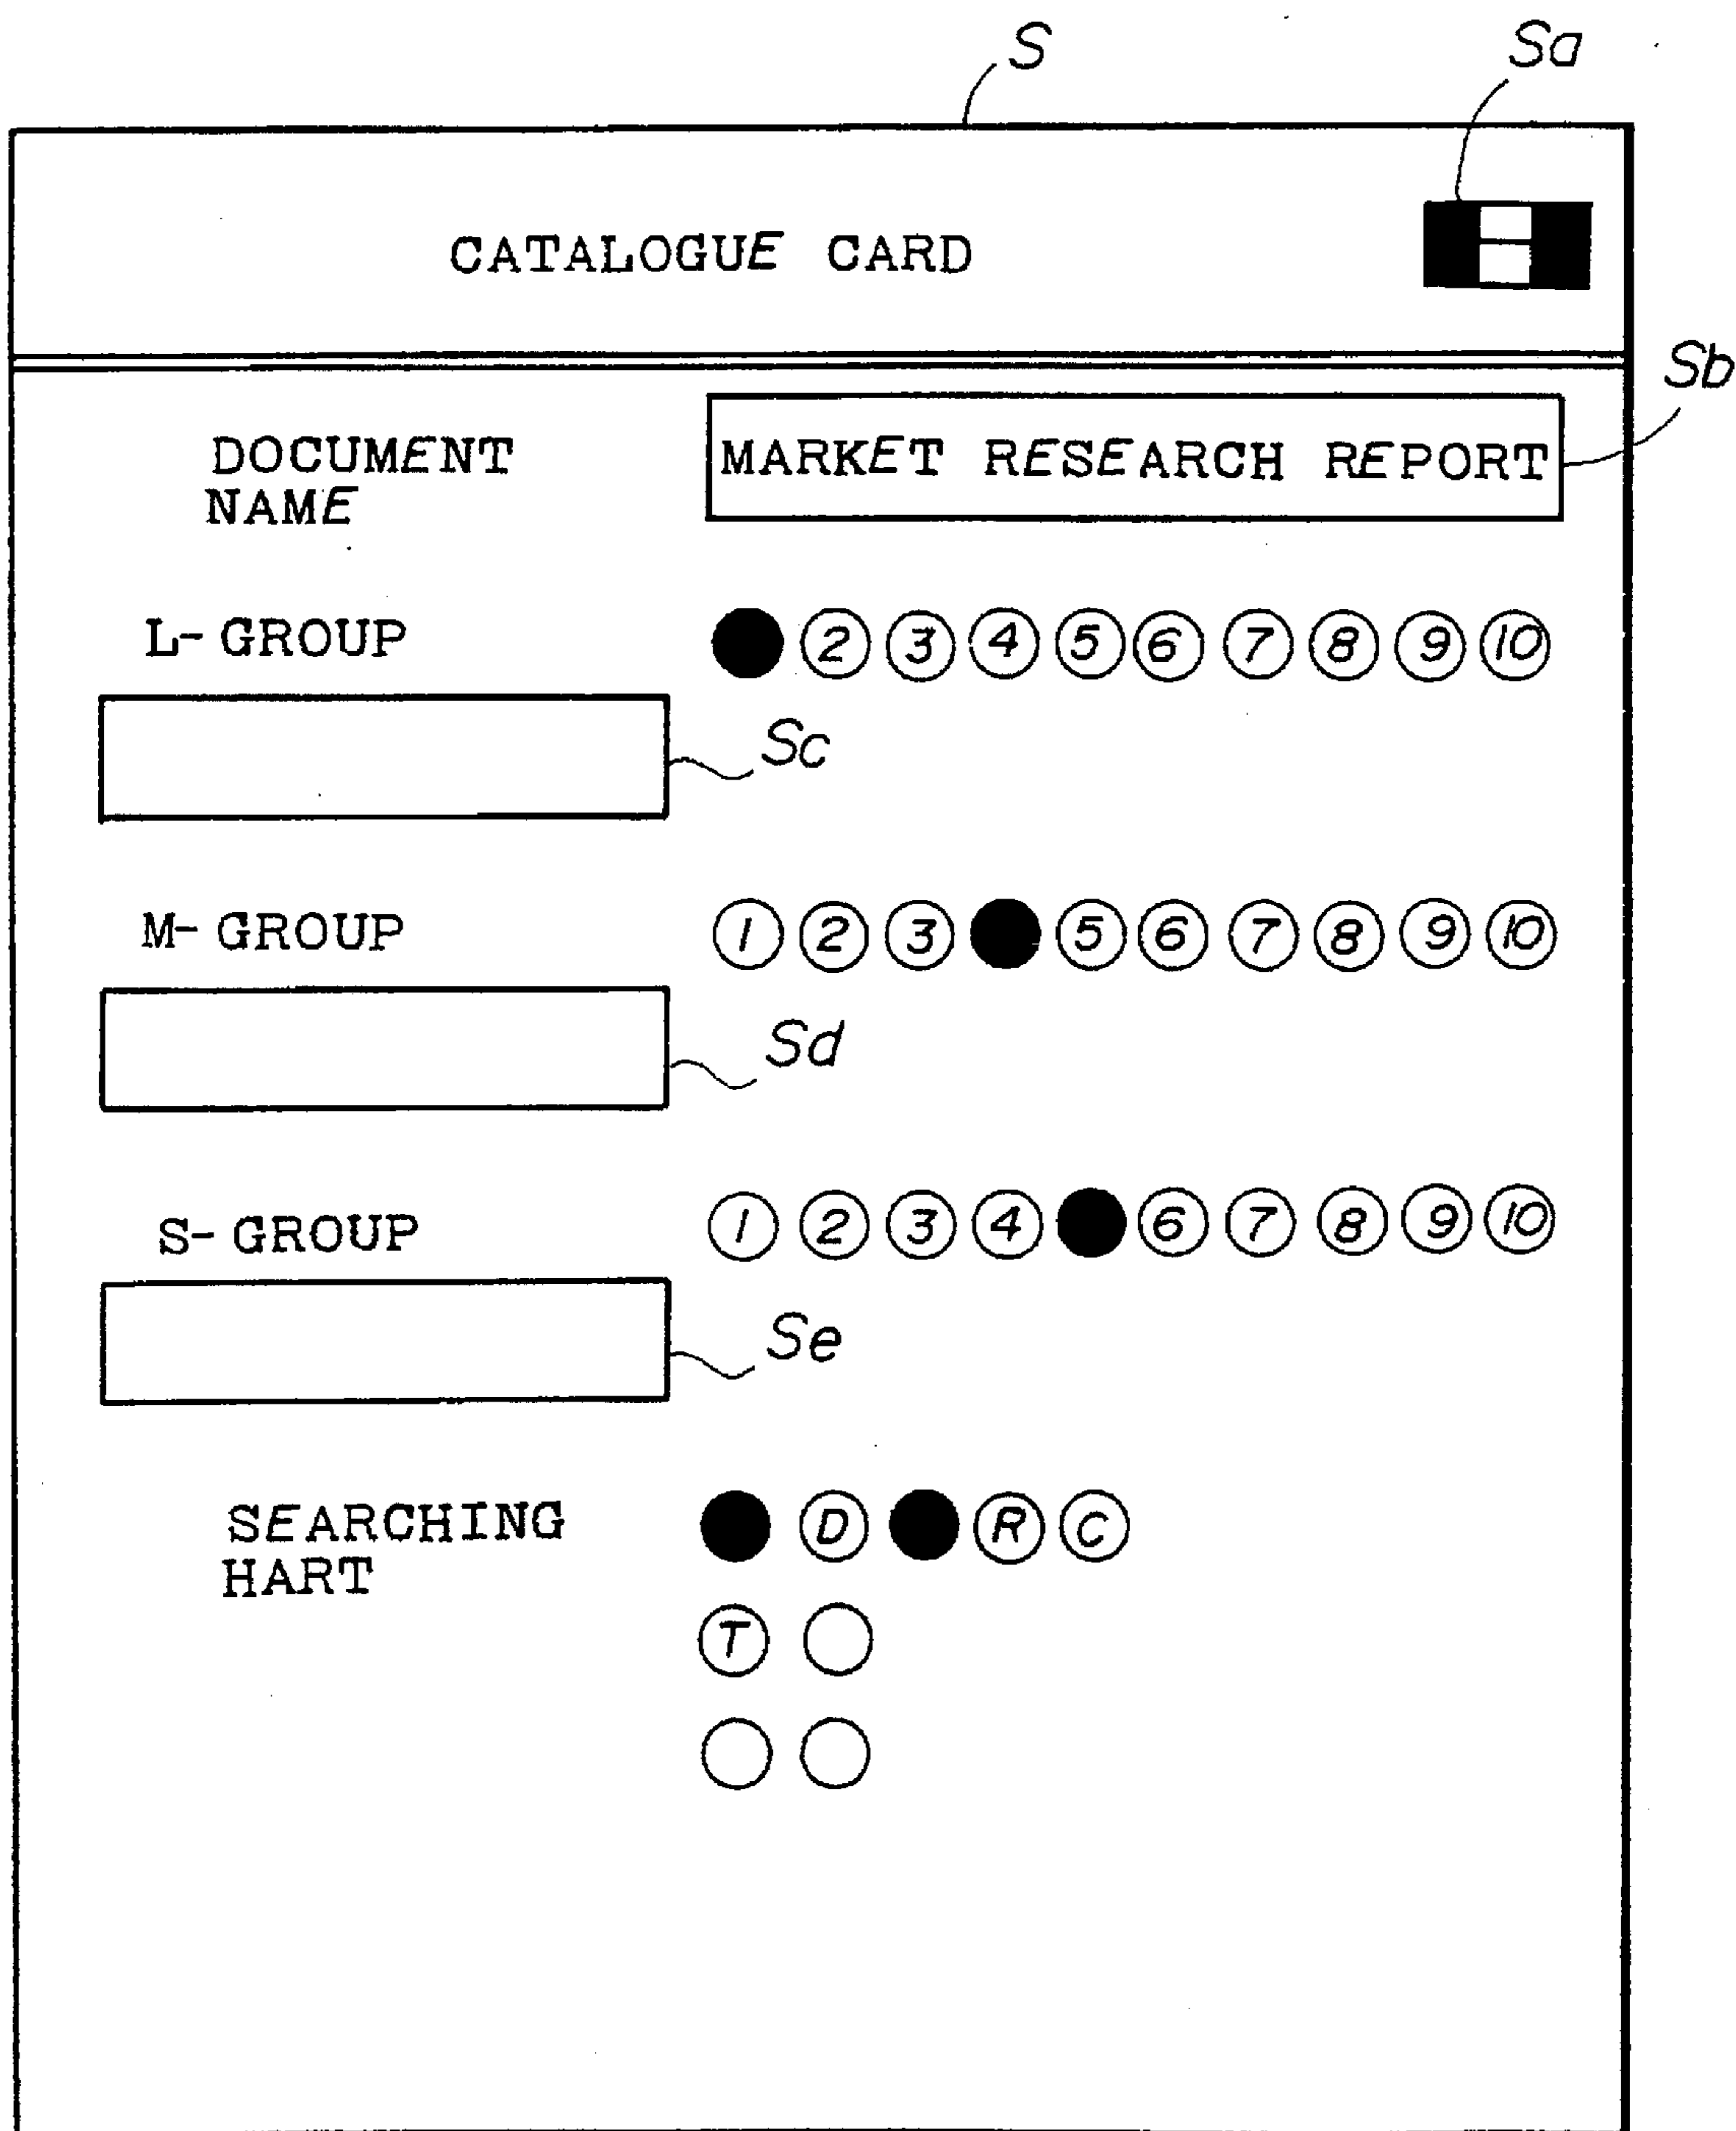 S Sa
CATALOGUE CARD
Sb
DOCUMENT NAME
MARKET RESEARCH REPORT
L-GROUP 2 3 4 5 6 7 8 9 10
Sc
M-GROUP 1 2 3 5 6 7 8 9 10
Sd
S-GROUP 1 2 3 4 6 7 8 9 10
Se
SEARCHING D R C
HART
T